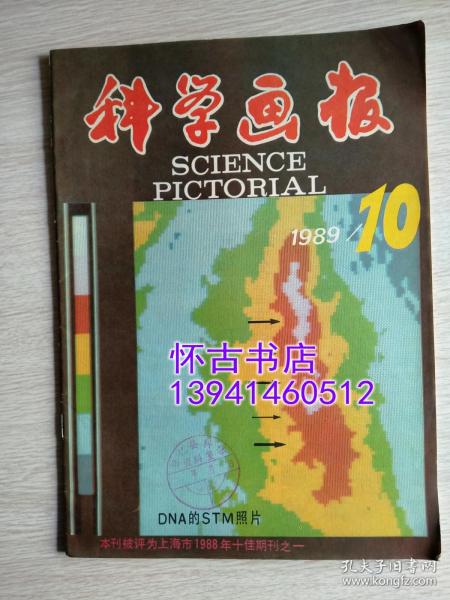 科学画报
SCIENCE
PICTORIAL
1989/10
怀古书店
13941460512
DNA的STM照片
本刊被评为上海市1988年十佳期刊之一
孔夫子旧书网
www.kongfz.com